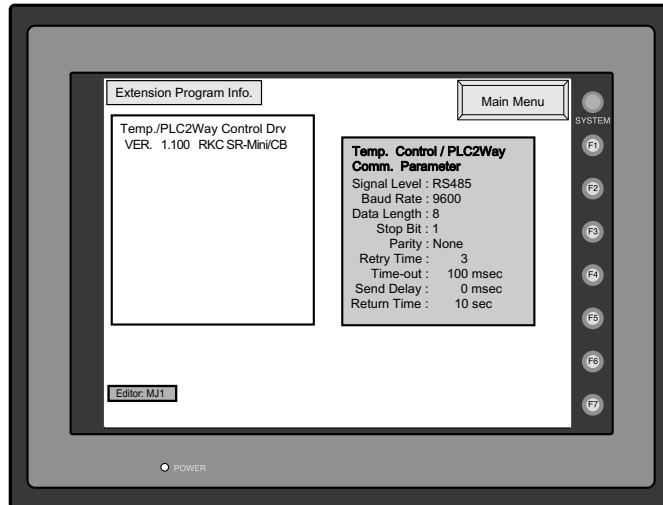 Extension Program Info.
Main Menu
SYSTEM
Temp./PLC2Way Control Drv
VER. 1.100 RKC SR-Mini/CB
Temp. Control / PLC2Way
Comm. Parameter
Signal Level : RS485
Baud Rate : 9600
Data Length : 8
Stop Bit : 1
Parity : None
Retry Time : 3
Time-out : 100 msec
Send Delay : 0 msec
Return Time : 10 sec
F1
F2
F3
F4
F5
F6
F7
Editor: MJ1
POWER